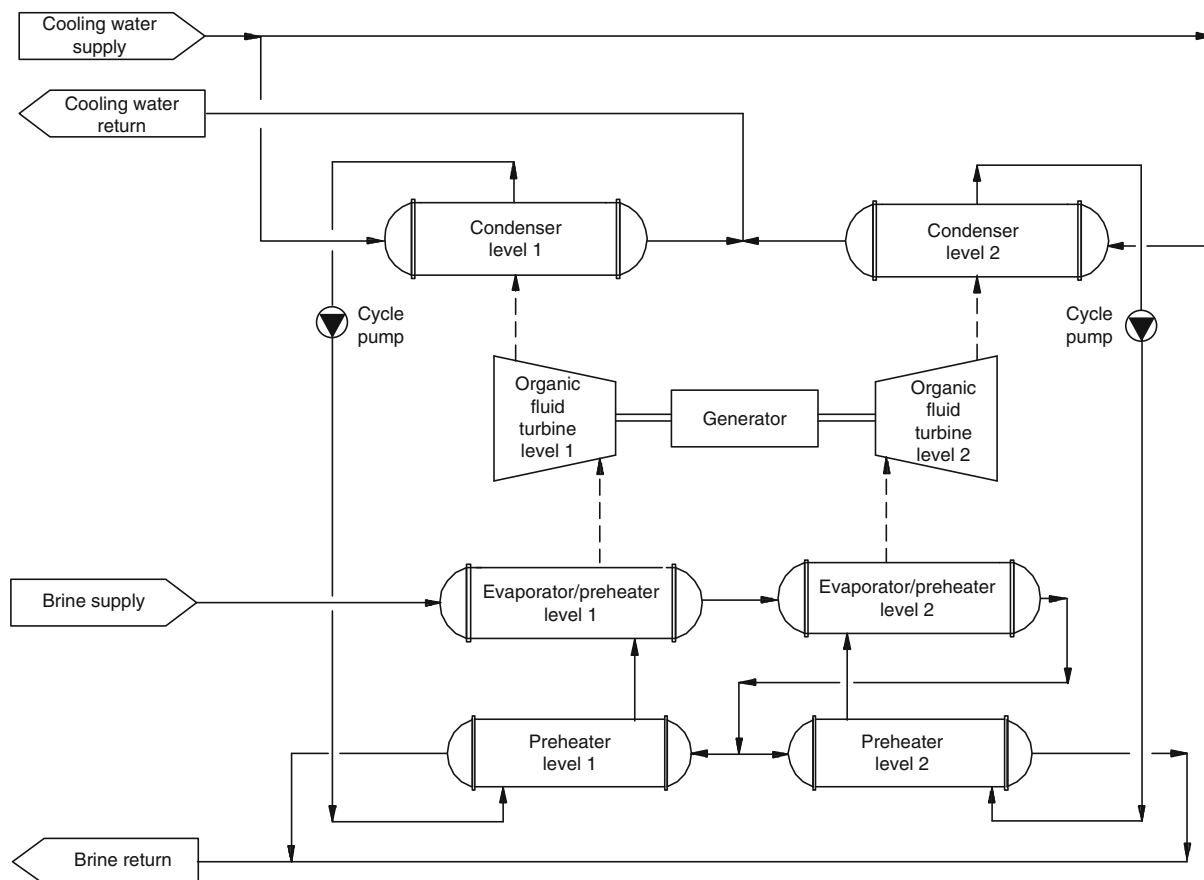 Cooling water
supply
Cooling water
return
Condenser
level 1
Condenser
level 2
Cycle
pump
Cycle
pump
Organic
fluid
turbine
level 1
Generator
Organic
fluid
turbine
level 2
Brine supply
Evaporator/preheater
level 1
Evaporator/preheater
level 2
Preheater
level 1
Preheater
level 2
Brine return